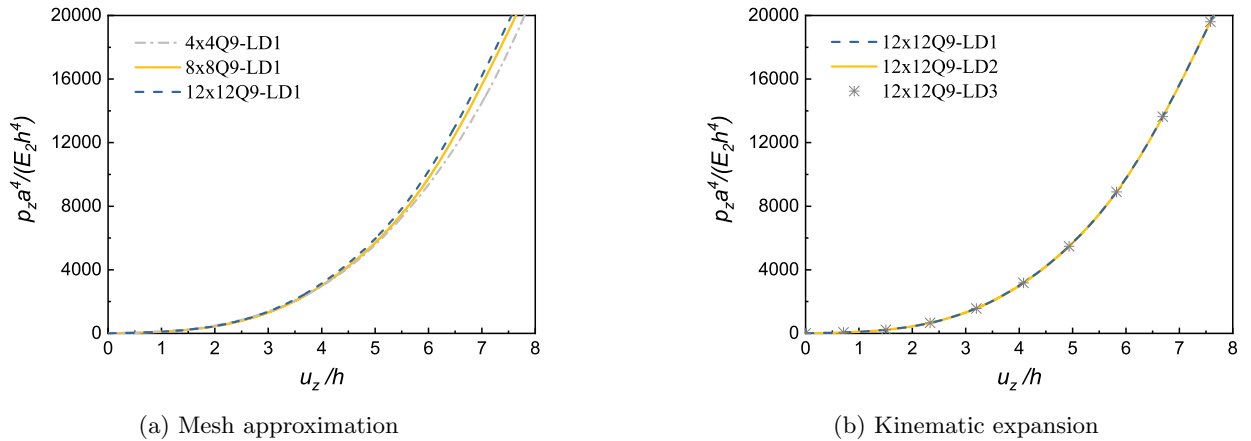 20000
16000
12000
8000
4000
0
p_z a^4/(E_2 h^4)
4x4Q9-LD1
8x8Q9-LD1
12x12Q9-LD1
0 1 2 3 4 5 6 7 8
u_z /h
(a) Mesh approximation
20000
16000
12000
8000
4000
0
p_z a^4/(E_2 h^4)
12x12Q9-LD1
12x12Q9-LD2
12x12Q9-LD3
0 1 2 3 4 5 6 7 8
u_z /h
(b) Kinematic expansion